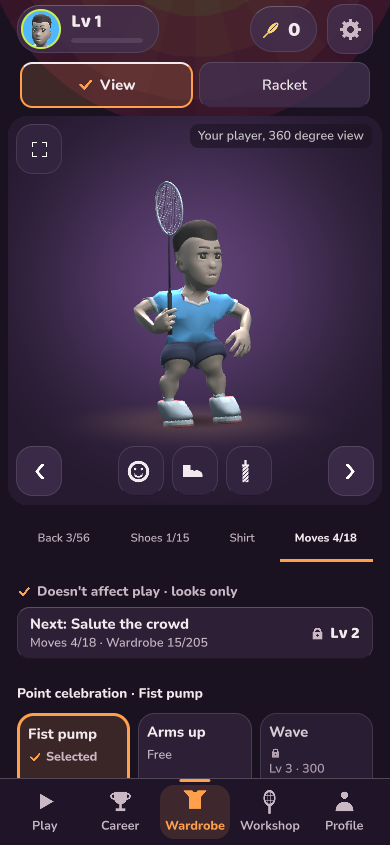 Lv 1
0
View
Racket
Your player, 360 degree view
Back 3/56
Shoes 1/15
Shirt
Moves 4/18
Doesn't affect play · looks only
Next: Salute the crowd
Moves 4/18 · Wardrobe 15/205
Lv 2
Point celebration · Fist pump
Fist pump
Selected
Arms up
Free
Wave
Lv 3 · 300
Play
Career
Wardrobe
Workshop
Profile